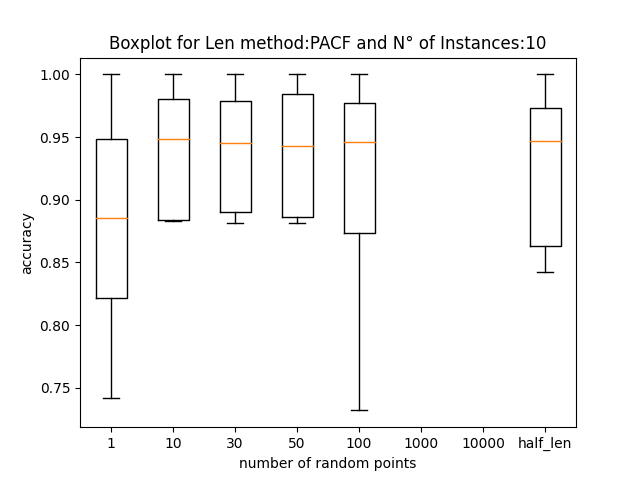 Boxplot for Len method:PACF and N° of Instances:10
1.00
0.95
0.90
0.85
0.80
0.75
accuracy
1 10 30 50 100 1000 10000 half_len
number of random points